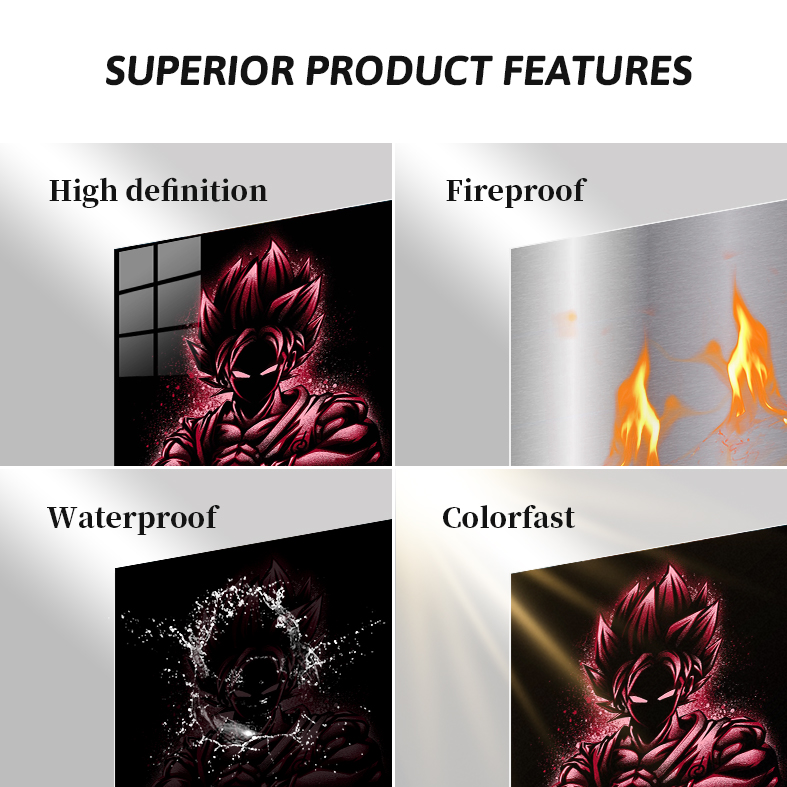 SUPERIOR PRODUCT FEATURES
High definition
Fireproof
Waterproof
Colorfast